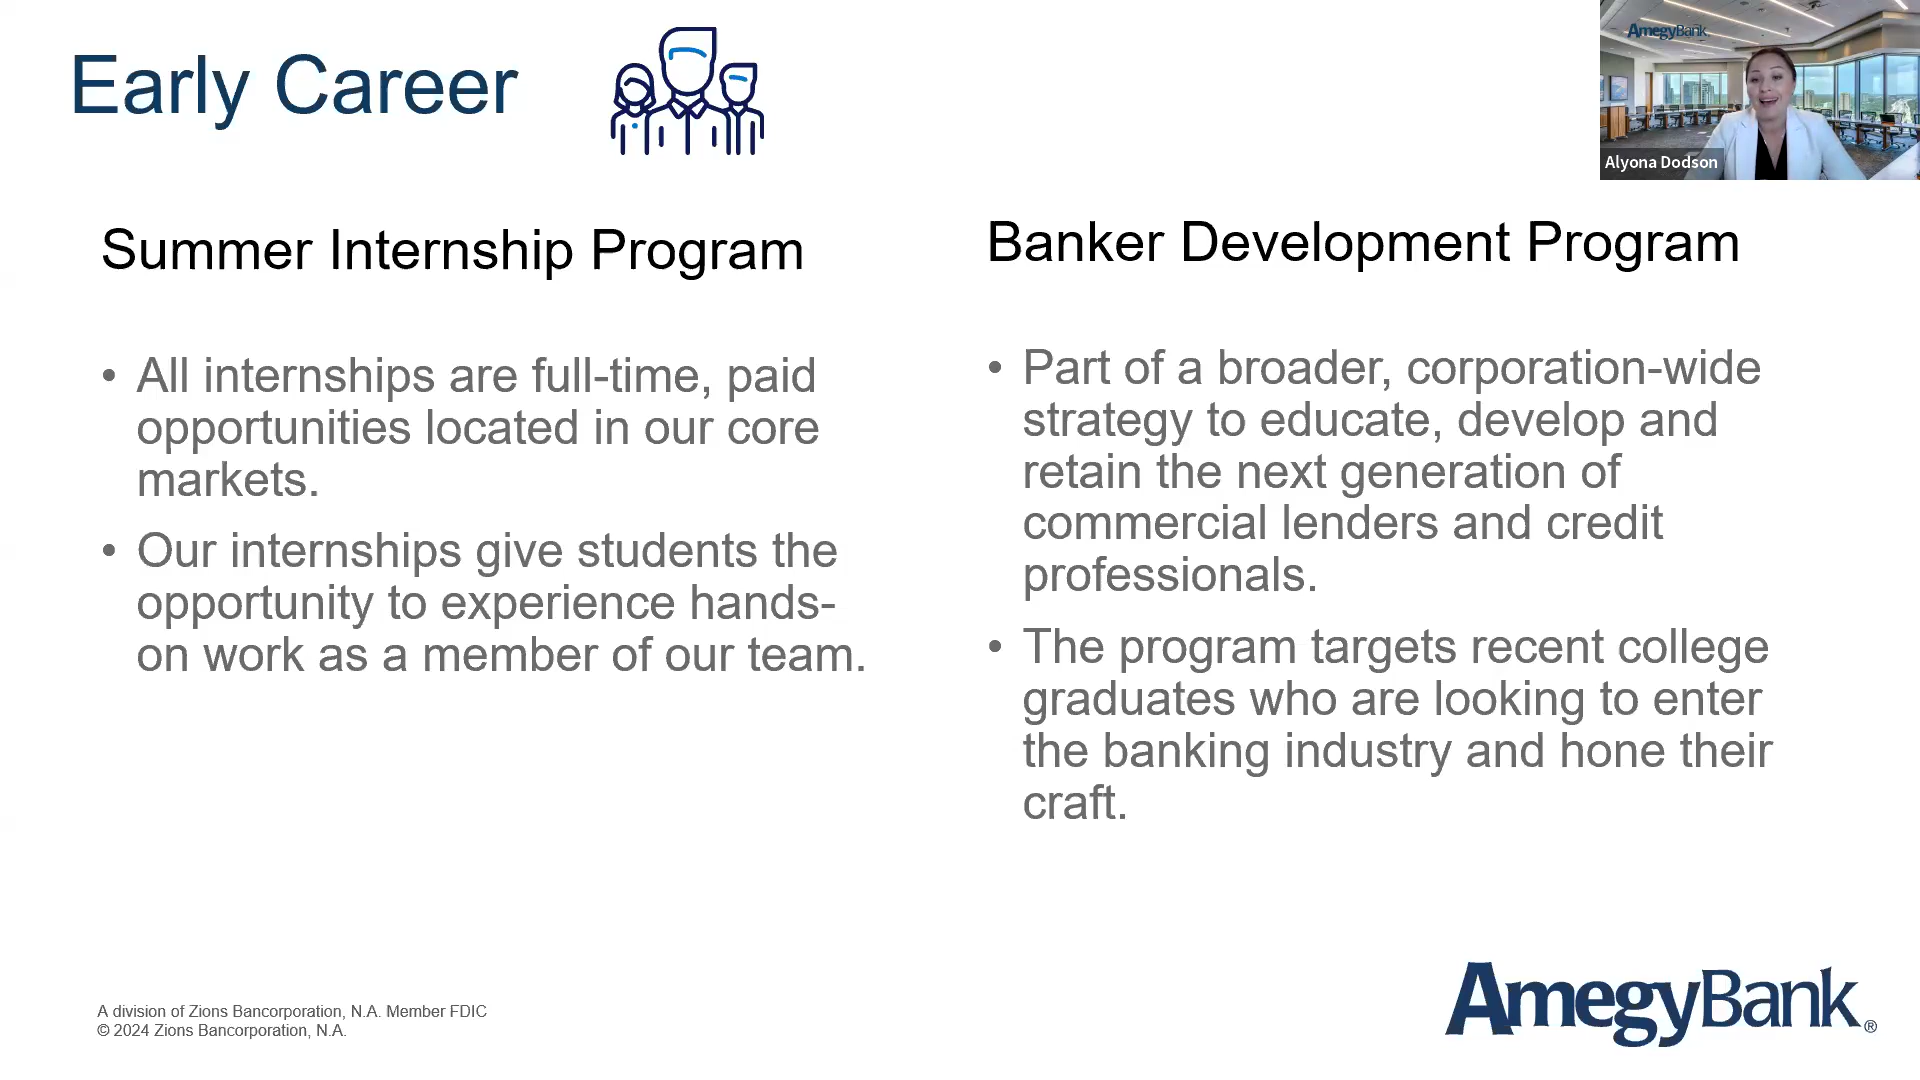 Early Career
AmegyBank
Alyona Dodson
Summer Internship Program
• All internships are full-time, paid
opportunities located in our core
markets.
• Our internships give students the
opportunity to experience hands-
on work as a member of our team.
Banker Development Program
• Part of a broader, corporation-wide
strategy to educate, develop and
retain the next generation of
commercial lenders and credit
professionals.
• The program targets recent college
graduates who are looking to enter
the banking industry and hone their
craft.
A division of Zions Bancorporation, N.A. Member FDIC
© 2024 Zions Bancorporation, N.A.
AmegyBank®